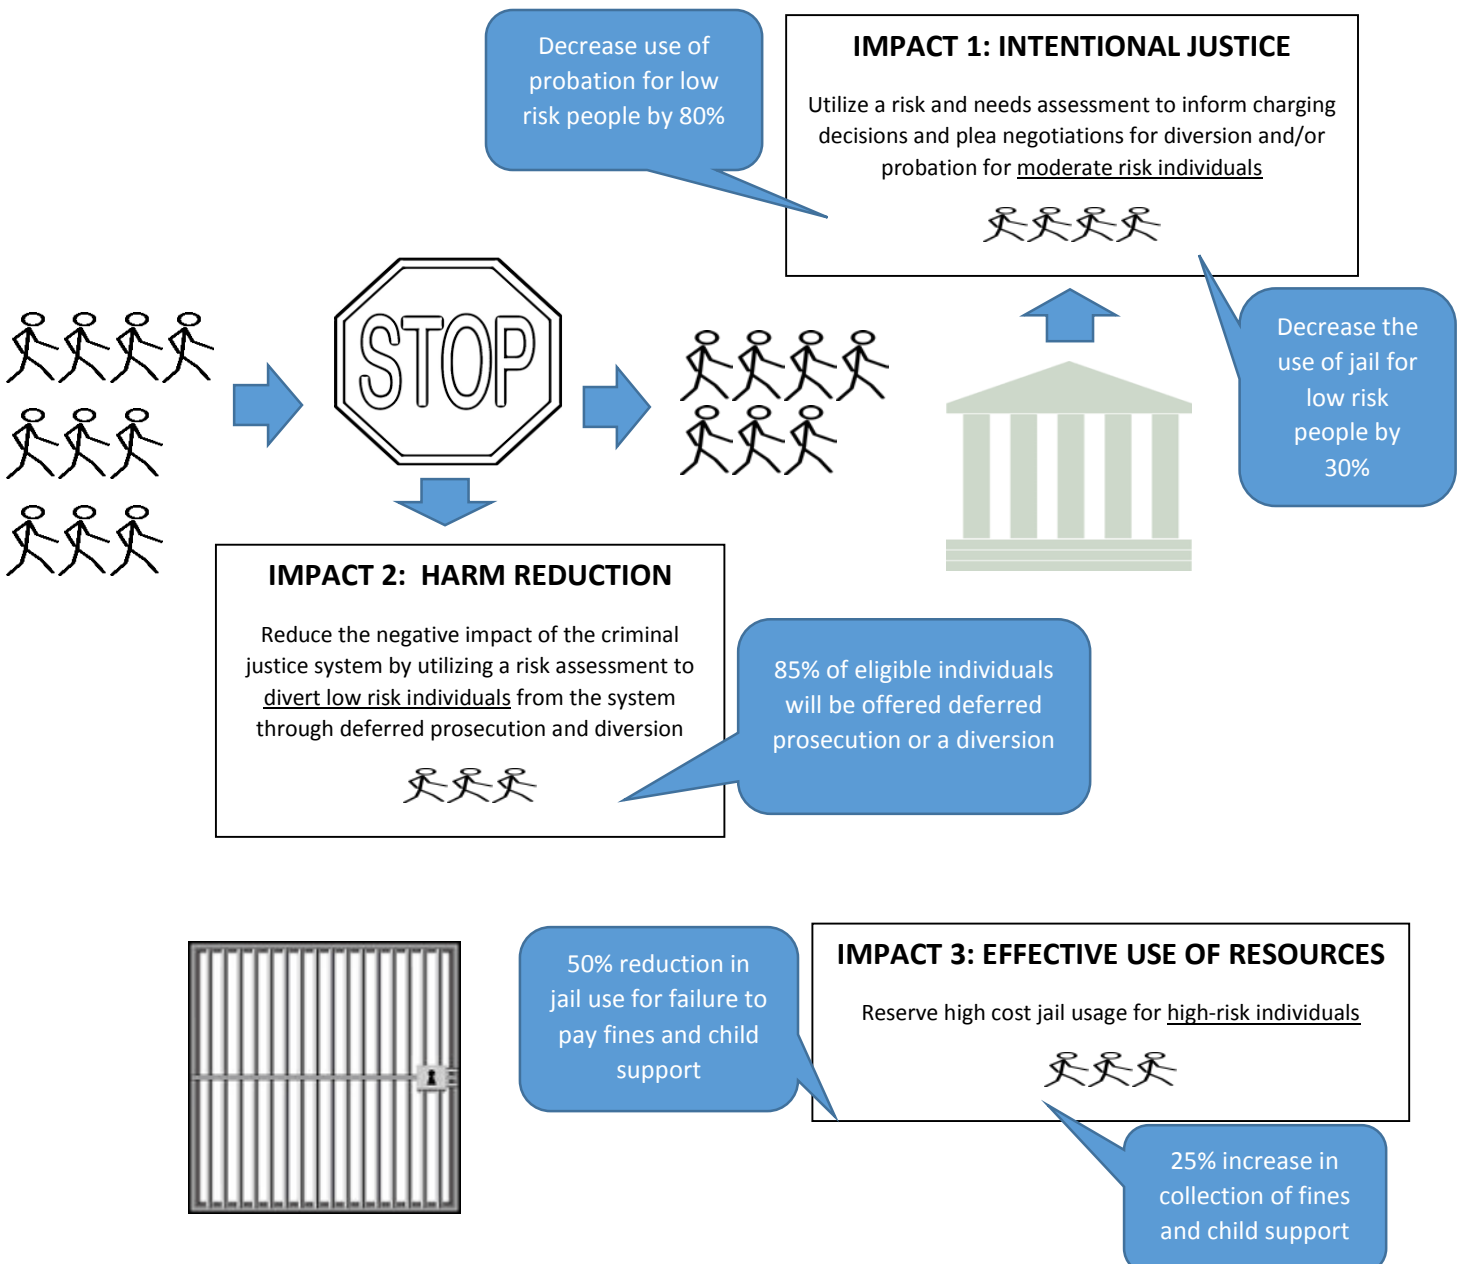 Decrease use of
probation for low
risk people by 80%
IMPACT 1: INTENTIONAL JUSTICE
Utilize a risk and needs assessment to inform charging
decisions and plea negotiations for diversion and/or
probation for moderate risk individuals
STOP
Decrease the
use of jail for
low risk
people by
30%
IMPACT 2:  HARM REDUCTION
Reduce the negative impact of the criminal
justice system by utilizing a risk assessment to
divert low risk individuals from the system
through deferred prosecution and diversion
85% of eligible individuals
will be offered deferred
prosecution or a diversion
50% reduction in
jail use for failure to
pay fines and child
support
IMPACT 3: EFFECTIVE USE OF RESOURCES
Reserve high cost jail usage for high-risk individuals
25% increase in
collection of fines
and child support